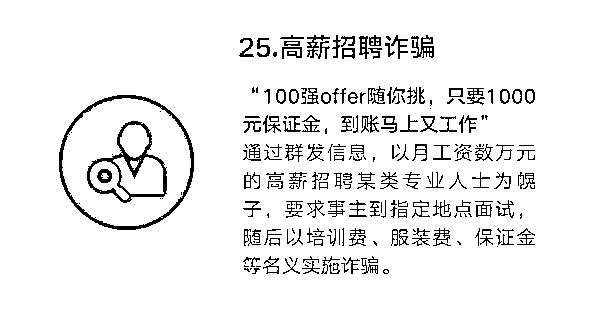 25.高薪招聘诈骗
“100强offer随你挑，只要1000
元保证金，到账马上又工作”
通过群发信息，以月工资数万元
的高薪招聘某类专业人士为幌
子，要求事主到指定地点面试，
随后以培训费、服装费、保证金
等名义实施诈骗。